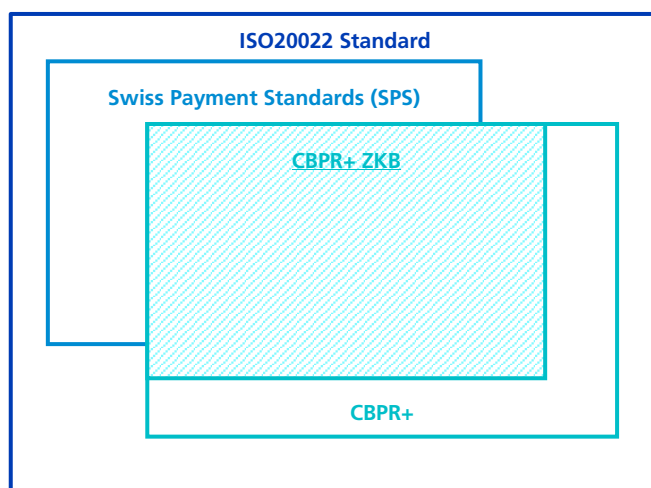 ISO20022 Standard
Swiss Payment Standards (SPS)
CBPR+ ZKB
CBPR+